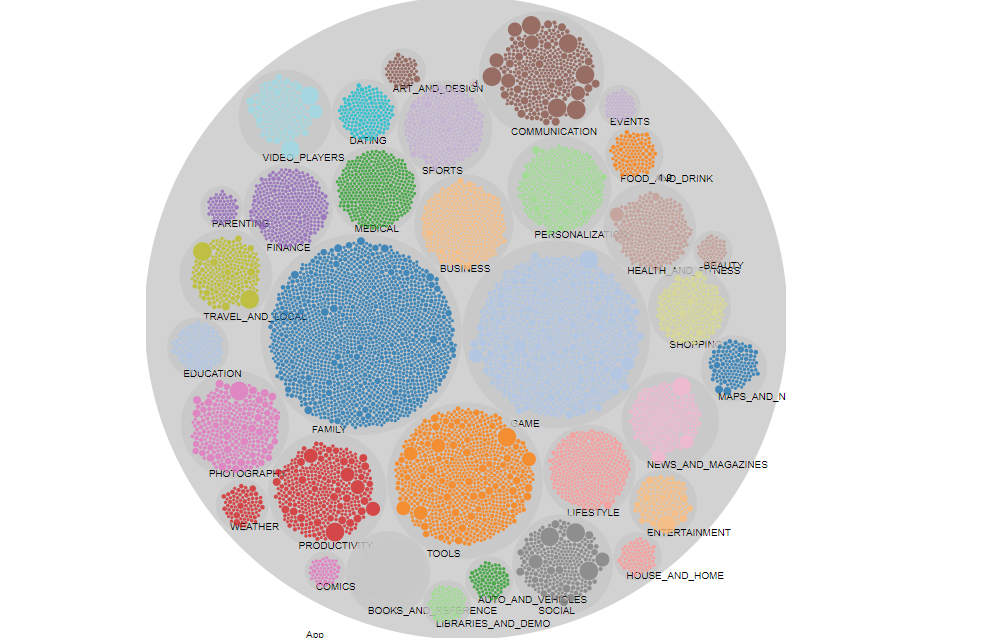 ART_AND_DESIGN
COMMUNICATION
EVENTS
DATING
VIDEO_PLAYERS
SPORTS
FOOD_AND_DRINK
PARENTING
MEDICAL
PERSONALIZATI
FINANCE
BUSINESS
HEALTH_AND_FITNESS
BEAUTY
TRAVEL_AND_LOCAL
SHOPPING
EDUCATION
MAPS_AND_N
GAME
FAMILY
NEWS_AND_MAGAZINES
PHOTOGRAPH
LIFESTYLE
WEATHER
ENTERTAINMENT
PRODUCTIVITY
TOOLS
HOUSE_AND_HOME
COMICS
AUTO_AND_VEHICLES
BOOKS_AND_REFERENCE
SOCIAL
LIBRARIES_AND_DEMO
App